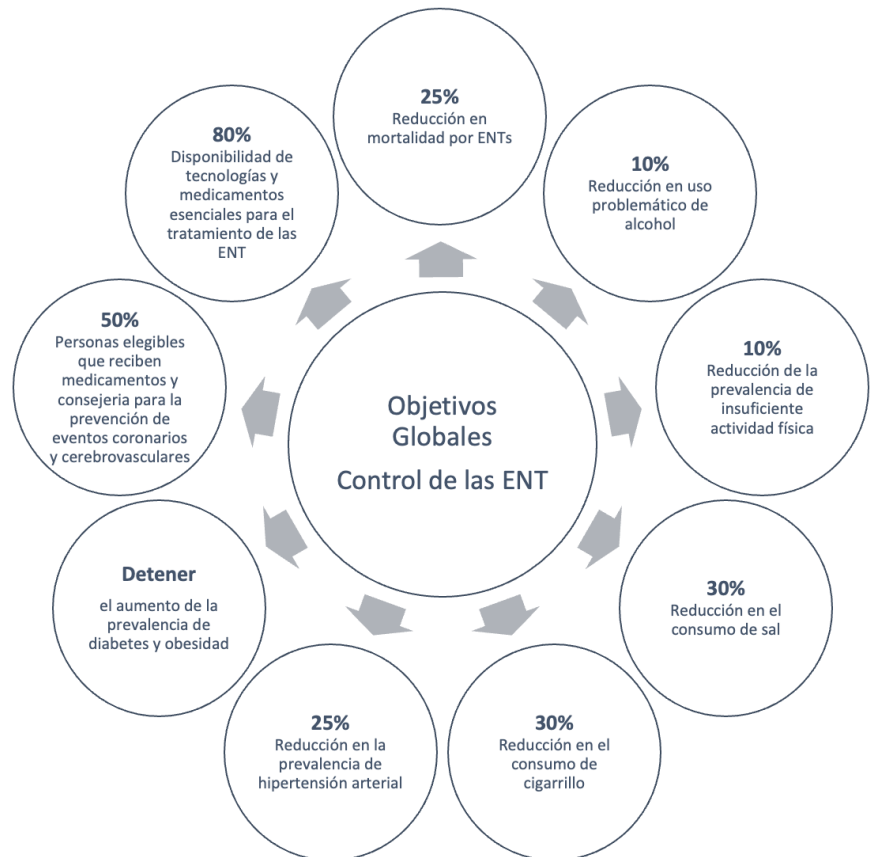 25%
Reducción en
mortalidad por ENTs
10%
Reducción en uso
problemático de
alcohol
10%
Reducción de la
prevalencia de
insuficiente
actividad física
30%
Reducción en el
consumo de sal
30%
Reducción en el
consumo de
cigarrillo
25%
Reducción en la
prevalencia de
hipertensión arterial
Detener
el aumento de la
prevalencia de
diabetes y obesidad
50%
Personas elegibles
que reciben
medicamentos y
consejeria para la
prevención de
eventos coronarios
y cerebrovasculares
80%
Disponibilidad de
tecnologías y
medicamentos
esenciales para el
tratamiento de las
ENT
Objetivos
Globales
Control de las ENT